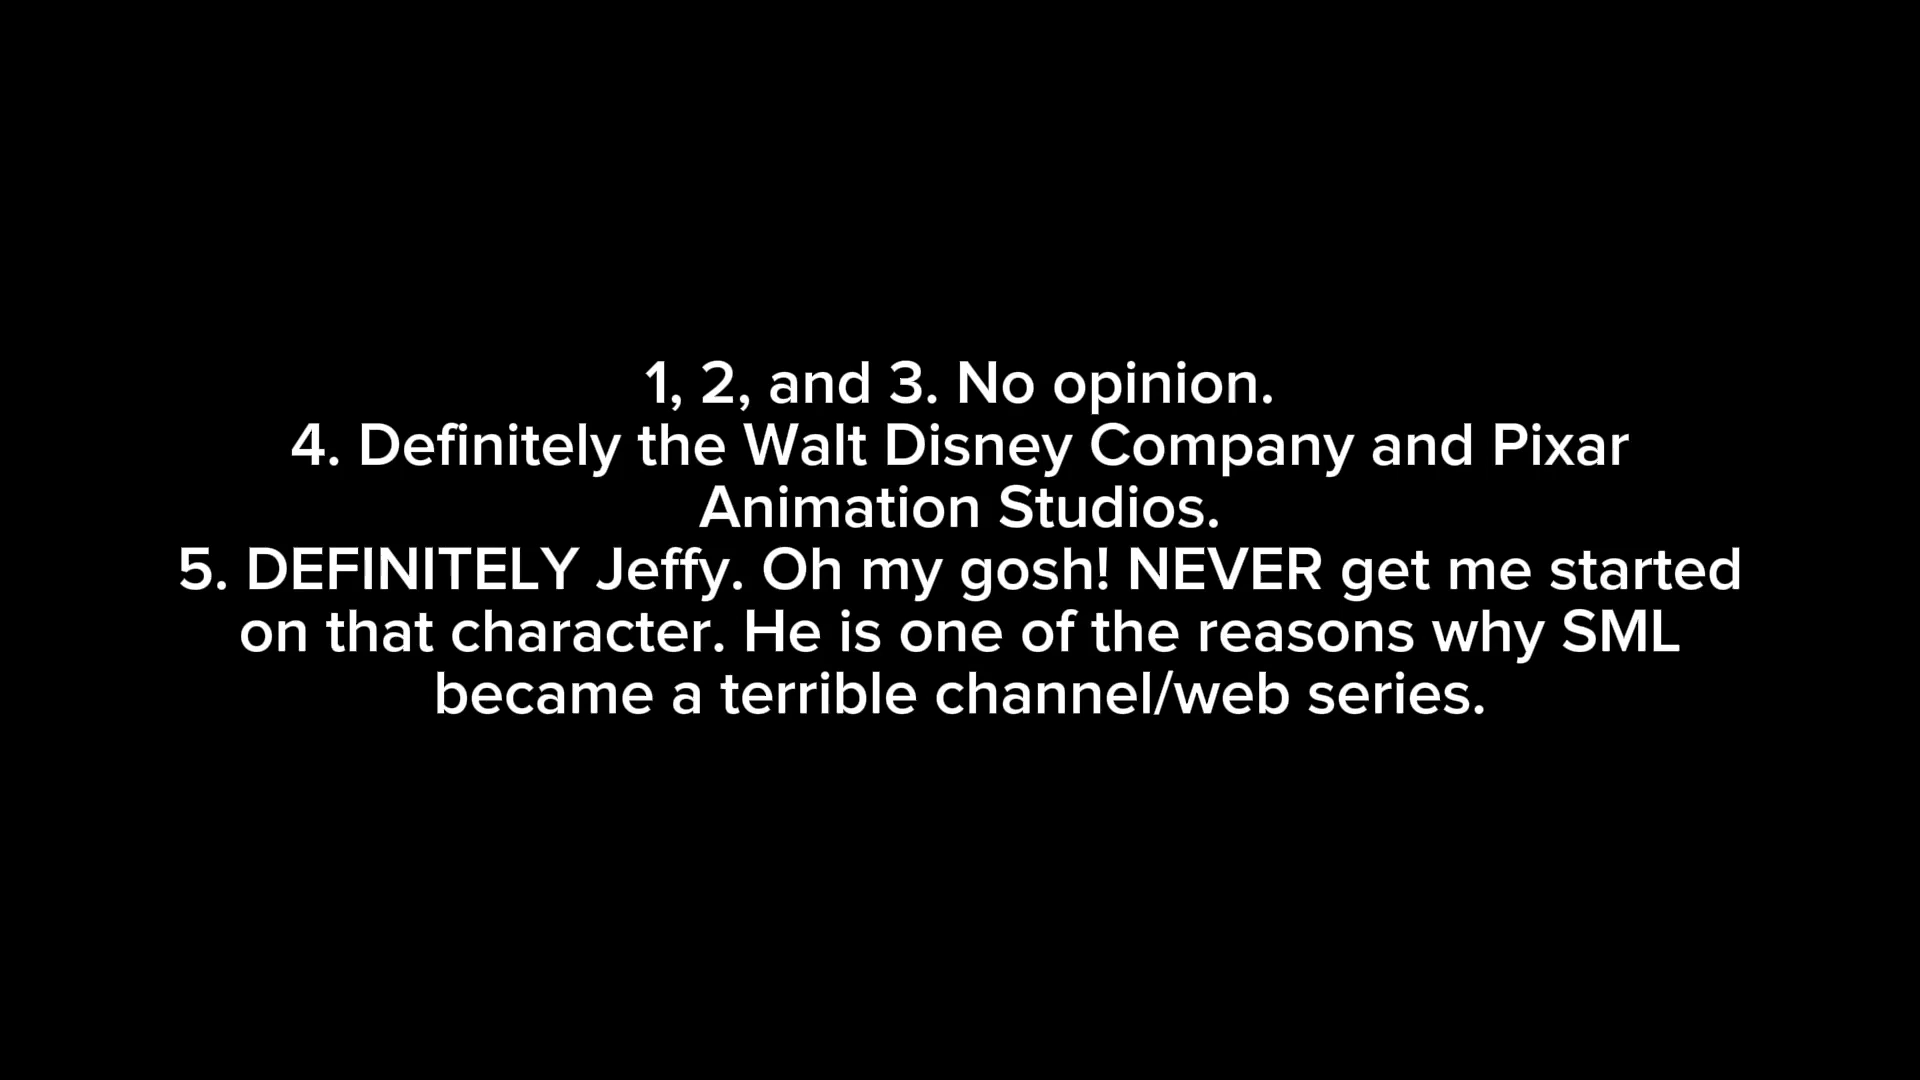 1, 2, and 3. No opinion.
4. Definitely the Walt Disney Company and Pixar
Animation Studios.
5. DEFINITELY Jeffy. Oh my gosh! NEVER get me started
on that character. He is one of the reasons why SML
became a terrible channel/web series.